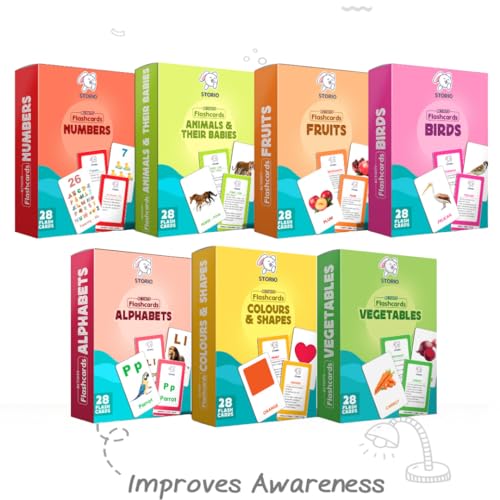 STORIO
Flashcards
NUMBERS
Flashcards NUMBERS
26
7
28
FLASH
CARDS
STORIO
Flashcards
ANIMALS &
THEIR BABIES
Flashcards ANIMALS & THEIR BABIES
28
FLASH
CARDS
STORIO
Flashcards
FRUITS
Flashcards FRUITS
PLUM
28
FLASH
CARDS
STORIO
Flashcards
BIRDS
Flashcards BIRDS
PELICAN
28
FLASH
CARDS
STORIO
Flashcards
ALPHABETS
Flashcards ALPHABETS
L l
P p
Parrot
P p
Parrot
28
FLASH
CARDS
STORIO
Flashcards
COLOURS
& SHAPES
Flashcards COLOURS & SHAPES
ORANGE
28
FLASH
CARDS
STORIO
Flashcards
VEGETABLES
Flashcards VEGETABLES
CARROT
28
FLASH
CARDS
Improves Awareness